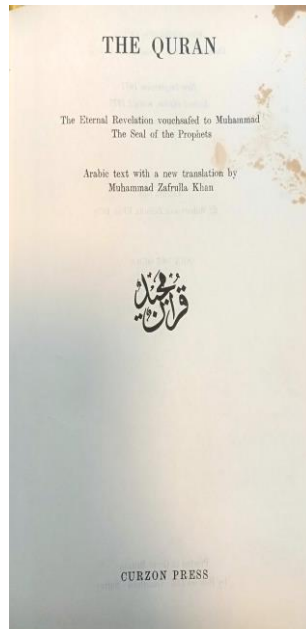 THE QURAN
The Eternal Revelation vouchsafed to Muhammad
The Seal of the Prophets
Arabic text with a new translation by
Muhammad Zafrulla Khan
قرآن مجيد
CURZON PRESS